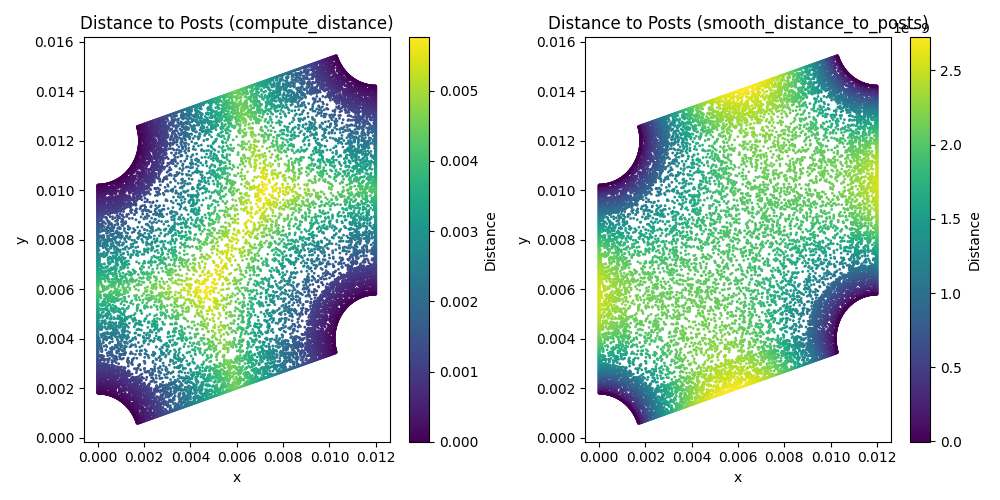 Distance to Posts (compute_distance)
0.016
0.014
0.012
0.010
0.008
0.006
0.004
0.002
0.000
y
0.000 0.002 0.004 0.006 0.008 0.010 0.012
x
0.005
0.004
0.003
0.002
0.001
0.000
Distance
Distance to Posts (smooth_distance_to_posts)
1e−9
0.016
0.014
0.012
0.010
0.008
0.006
0.004
0.002
0.000
y
0.000 0.002 0.004 0.006 0.008 0.010 0.012
x
2.5
2.0
1.5
1.0
0.5
0.0
Distance